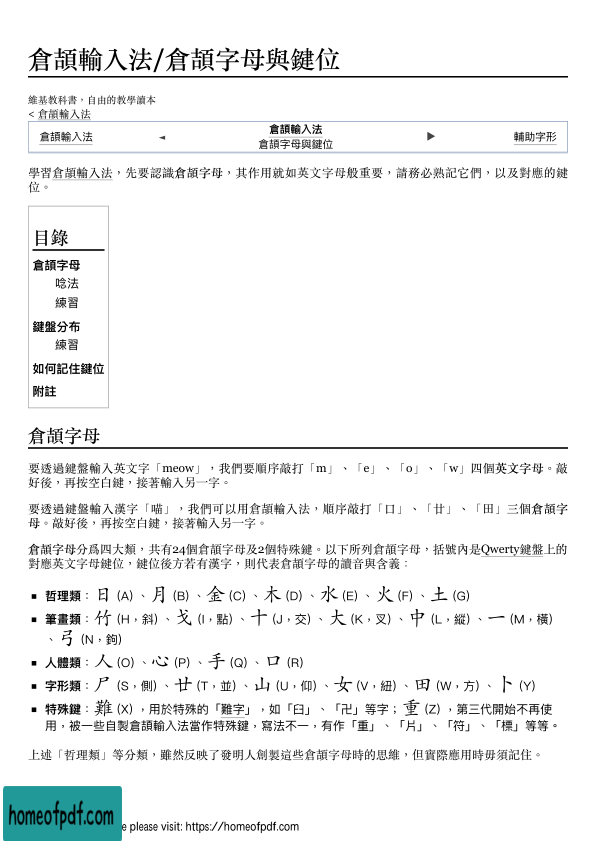 倉頡輸入法/倉頡字母與鍵位
維基教科書，自由的教學讀本
< 倉頡輸入法
倉頡輸入法 ◄ 倉頡輸入法 ► 輔助字形
倉頡字母與鍵位
學習倉頡輸入法，先要認識倉頡字母，其作用就如英文字母般重要，請務必熟記它們，以及對應的鍵
位。
目錄
倉頡字母
唸法
練習
鍵盤分布
練習
如何記住鍵位
附註
倉頡字母
要透過鍵盤輸入英文字「meow」，我們要順序敲打「m」、「e」、「o」、「w」四個英文字母。敲
好後，再按空白鍵，接著輸入另一字。
要透過鍵盤輸入漢字「喵」，我們可以用倉頡輸入法，順序敲打「口」、「廿」、「田」三個倉頡字
母。敲好後，再按空白鍵，接著輸入另一字。
倉頡字母分爲四大類，共有24個倉頡字母及2個特殊鍵。以下所列倉頡字母，括號內是Qwerty鍵盤上的
對應英文字母鍵位，鍵位後方若有漢字，則代表倉頡字母的讀音與含義：
▪ 哲理類：日 (A) 、月 (B) 、金 (C) 、木 (D) 、水 (E) 、火 (F) 、土 (G)
▪ 筆畫類：竹 (H，斜) 、戈 (I，點) 、十 (J，交) 、大 (K，叉) 、中 (L，縱) 、一 (M，橫)
、弓 (N，鉤)
▪ 人體類：人 (O) 、心 (P) 、手 (Q) 、口 (R)
▪ 字形類：尸 (S，側) 、廿 (T，並) 、山 (U，仰) 、女 (V，紐) 、田 (W，方) 、卜 (Y)
▪ 特殊鍵：難 (X) ，用於特殊的「難字」，如「臼」、「卍」等字；重 (Z) ，第三代開始不再使
用，被一些自製倉頡輸入法當作特殊鍵，寫法不一，有作「重」、「片」、「符」、「標」等等。
上述「哲理類」等分類，雖然反映了發明人創製這些倉頡字母時的思維，但實際應用時毋須記住。
homeofpdf.com
please visit: https://homeofpdf.com